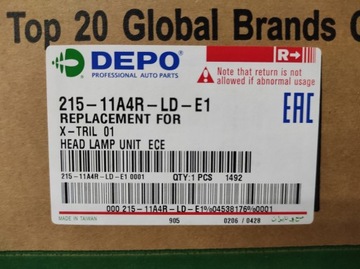 Top 20 Global Brands
DEPO
PROFESSIONAL AUTO PARTS
R
Note that return is not
allowed if abnormal usage
215-11A4R-LD-E1
REPLACEMENT FOR
X-TRIL 01
HEAD LAMP UNIT ECE
EAC
215-11A4R-LD-E1 0001
QTY:1 PCS
1492
000 215-11A4R-LD-E1%04538176%0001
MADE IN TAIWAN
905
0206 / 0428